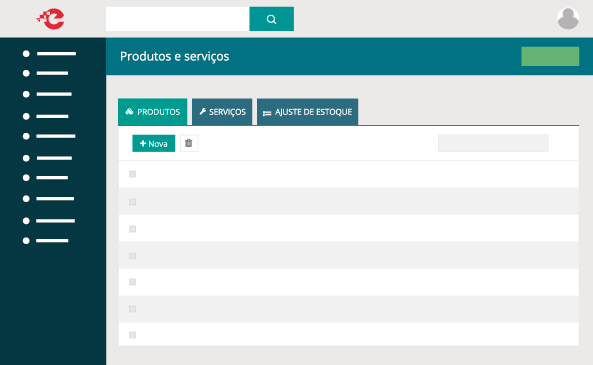 Produtos e serviços
PRODUTOS
SERVIÇOS
AJUSTE DE ESTOQUE
+ Nova